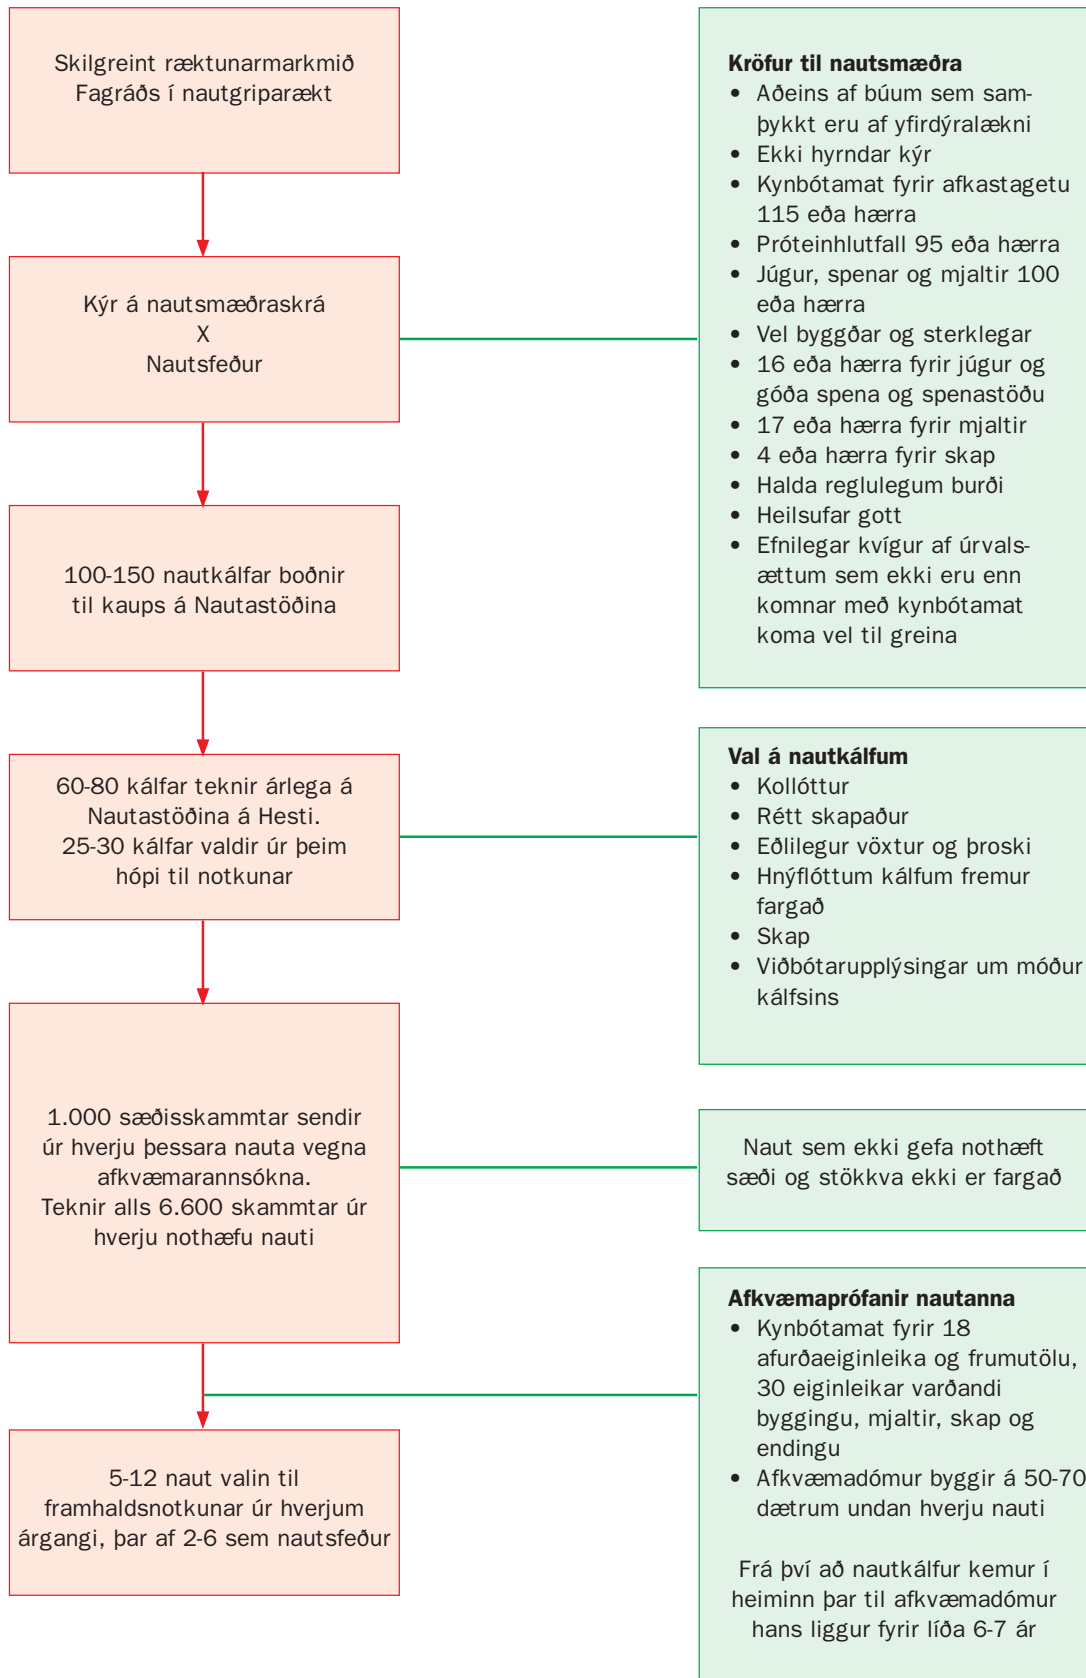 Skilgreint ræktunarmarkmið
Fagráðs í nautgriparækt
Kröfur til nautsmæðra
• Aðeins af búum sem sam-
þykkt eru af yfirdýralækni
• Ekki hyrndar kýr
• Kynbótamat fyrir afkastagetu
115 eða hærra
• Próteinhlutfall 95 eða hærra
• Júgur, spenar og mjaltir 100
eða hærra
• Vel byggðar og sterklegar
• 16 eða hærra fyrir júgur og
góða spena og spenastöðu
• 17 eða hærra fyrir mjaltir
• 4 eða hærra fyrir skap
• Halda reglulegum burði
• Heilsufar gott
• Efnilegar kvígur af úrvals-
ættum sem ekki eru enn
komnar með kynbótamat
koma vel til greina
Kýr á nautsmæðraskrá
X
Nautsfeður
100-150 nautkálfar boðnir
til kaups á Nautastöðina
60-80 kálfar teknir árlega á
Nautastöðina á Hesti.
25-30 kálfar valdir úr þeim
hópi til notkunar
Val á nautkálfum
• Kollóttur
• Rétt skapaður
• Eðlilegur vöxtur og þroski
• Hnýflóttum kálfum fremur
fargað
• Skap
• Viðbótarupplýsingar um móður
kálfsins
1.000 sæðisskammtar sendir
úr hverju þessara nauta vegna
afkvæmarannsókna.
Teknir alls 6.600 skammtar úr
hverju nothæfu nauti
Naut sem ekki gefa nothæft
sæði og stökkva ekki er fargað
Afkvæmaprófanir nautanna
• Kynbótamat fyrir 18
afurðaeiginleika og frumutölu,
30 eiginleikar varðandi
byggingu, mjaltir, skap og
endingu
• Afkvæmadómur byggir á 50-70
dætrum undan hverju nauti
Frá því að nautkálfur kemur í
heiminn þar til afkvæmadómur
hans liggur fyrir líða 6-7 ár
5-12 naut valin til
framhaldsnotkunar úr hverjum
árgangi, þar af 2-6 sem nautsfeður